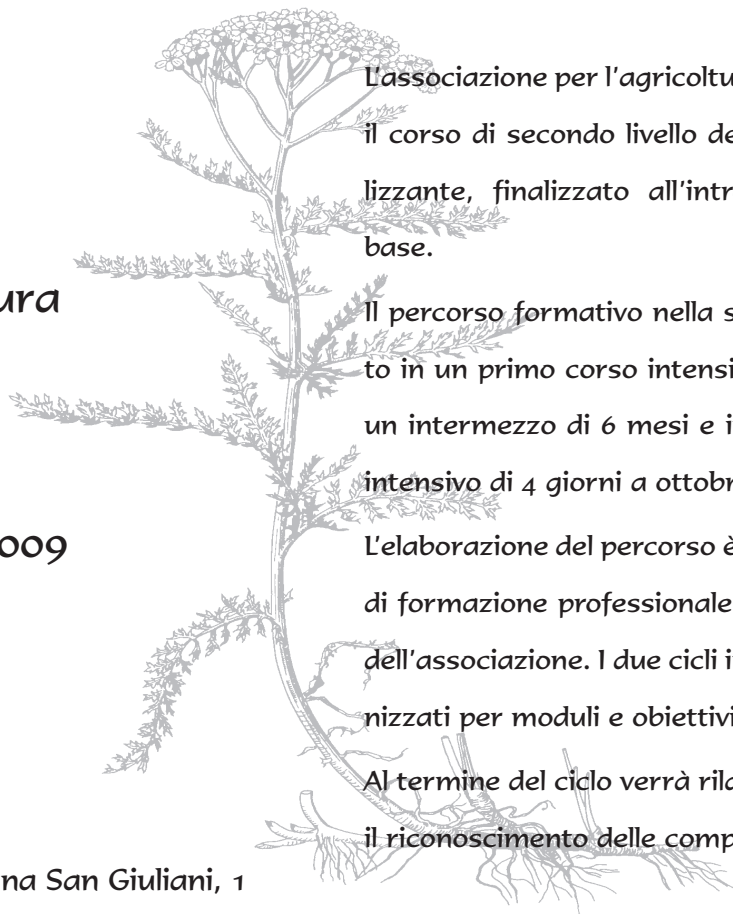 ura
009
na San Giuliani, 1
L'associazione per l'agricoltu
il corso di secondo livello de
lizzante, finalizzato all'intr
base.
Il percorso formativo nella s
to in un primo corso intensi
un intermezzo di 6 mesi e i
intensivo di 4 giorni a ottobr
L'elaborazione del percorso è
di formazione professionale
dell'associazione. I due cicli i
nizzati per moduli e obiettivi
Al termine del ciclo verrà rila
il riconoscimento delle comp